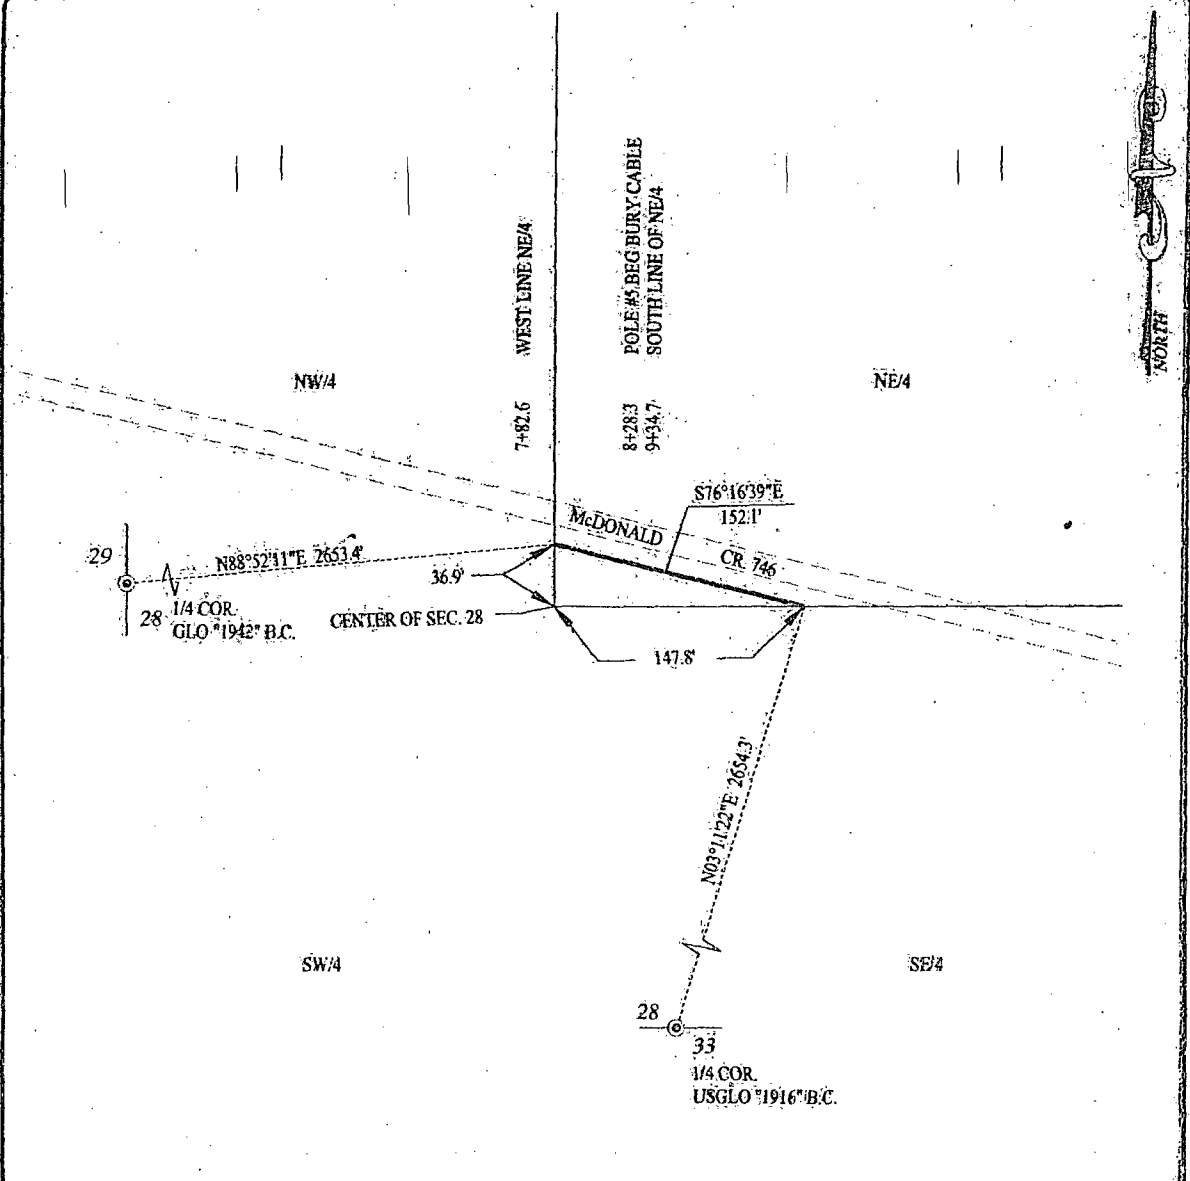 WEST LINE NE/4
7+82.6
POLE #5 BEG BURY CABLE
8+28.3
SOUTH LINE OF NE/4
9+34.7
NORTH
NW/4
NE/4
S76°16'39"E
152.1'
McDONALD
CR. 746
29
N88°52'11"E 2653.4'
36.9'
28
1/4 COR.
GLO "1942" B.C.
CENTER OF SEC. 28
147.8'
N03°11'22"E 2654.3'
SW/4
SE/4
28
33
1/4 COR.
USGLO "1916" B.C.